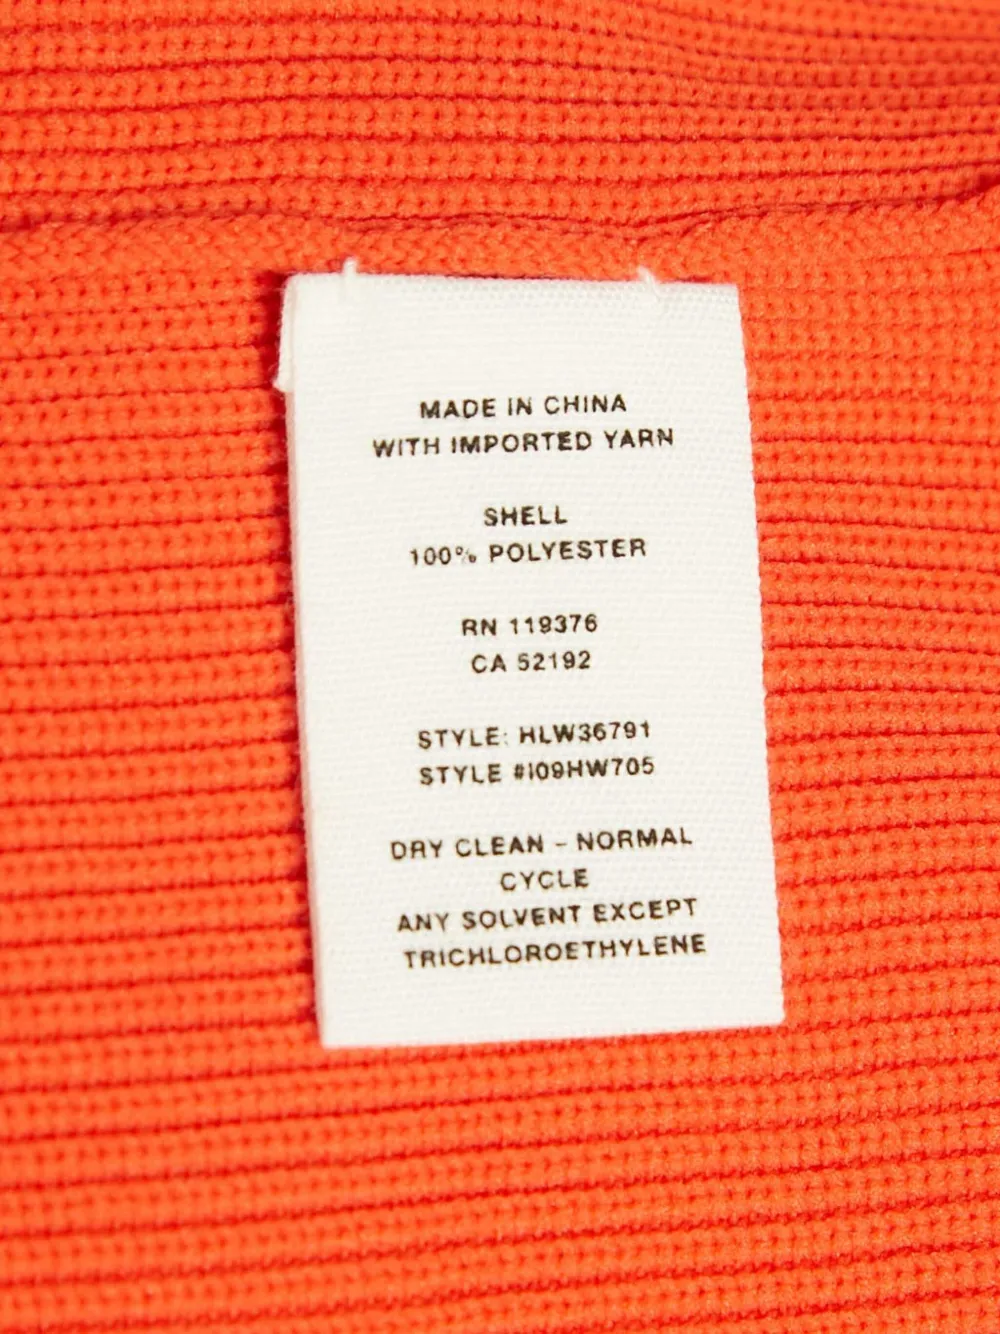 MADE IN CHINA
WITH IMPORTED YARN
SHELL
100% POLYESTER
RN 119376
CA 52192
STYLE: HLW36791
STYLE #I09HW705
DRY CLEAN - NORMAL
CYCLE
ANY SOLVENT EXCEPT
TRICHLOROETHYLENE